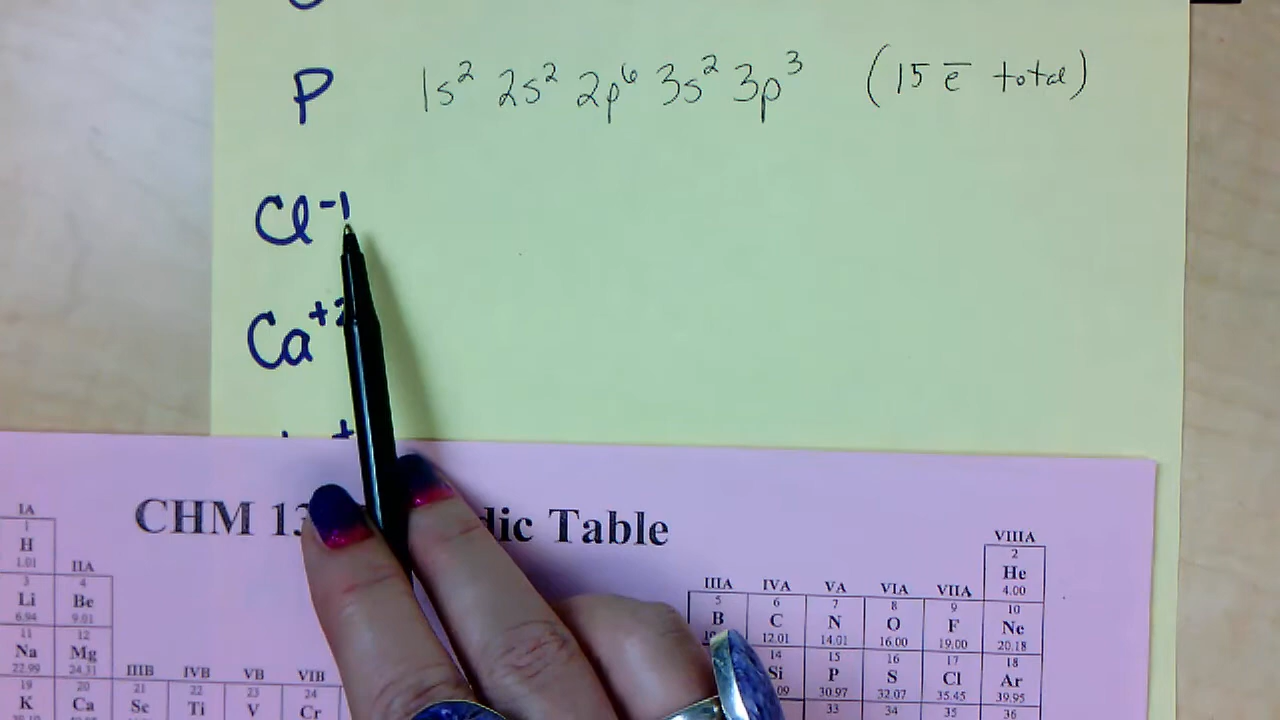 P 1s² 2s² 2p⁶ 3s² 3p³ (15 e⁻ total)
Cl⁻¹
Ca⁺²
CHM 13 dic Table
IA VIIIA
1 2
H He
1.01 IIA IIIA IVA VA VIA VIIA 4.00
3 4 5 6 7 8 9 10
Li Be B C N O F Ne
6.94 9.01 12.01 14.01 16.00 19.00 20.18
11 12 14 15 16 17 18
Na Mg Si P S Cl Ar
22.99 24.31 IIIB IVB VB VIB 30.97 32.07 35.45 39.95
19 20 21 22 23 24 33 34 35 36
K Ca Sc Ti V Cr